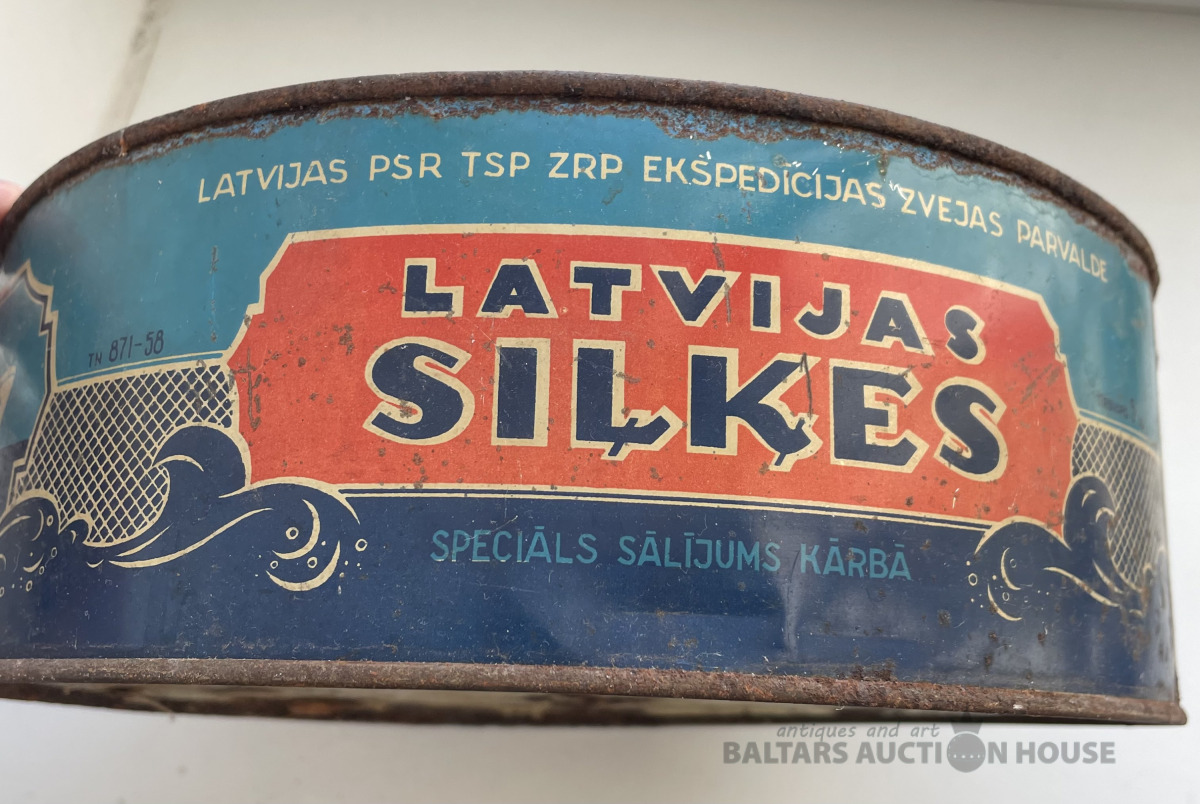 LATVIJAS PSR TSP ZRP EKSPEDĪCIJAS ZVEJAS PĀRVALDE
LATVIJAS
SIĻĶES
TN 871-58
SPECIĀLS SĀLĪJUMS KĀRBĀ
antiques and art
BALTARS AUCTION HOUSE